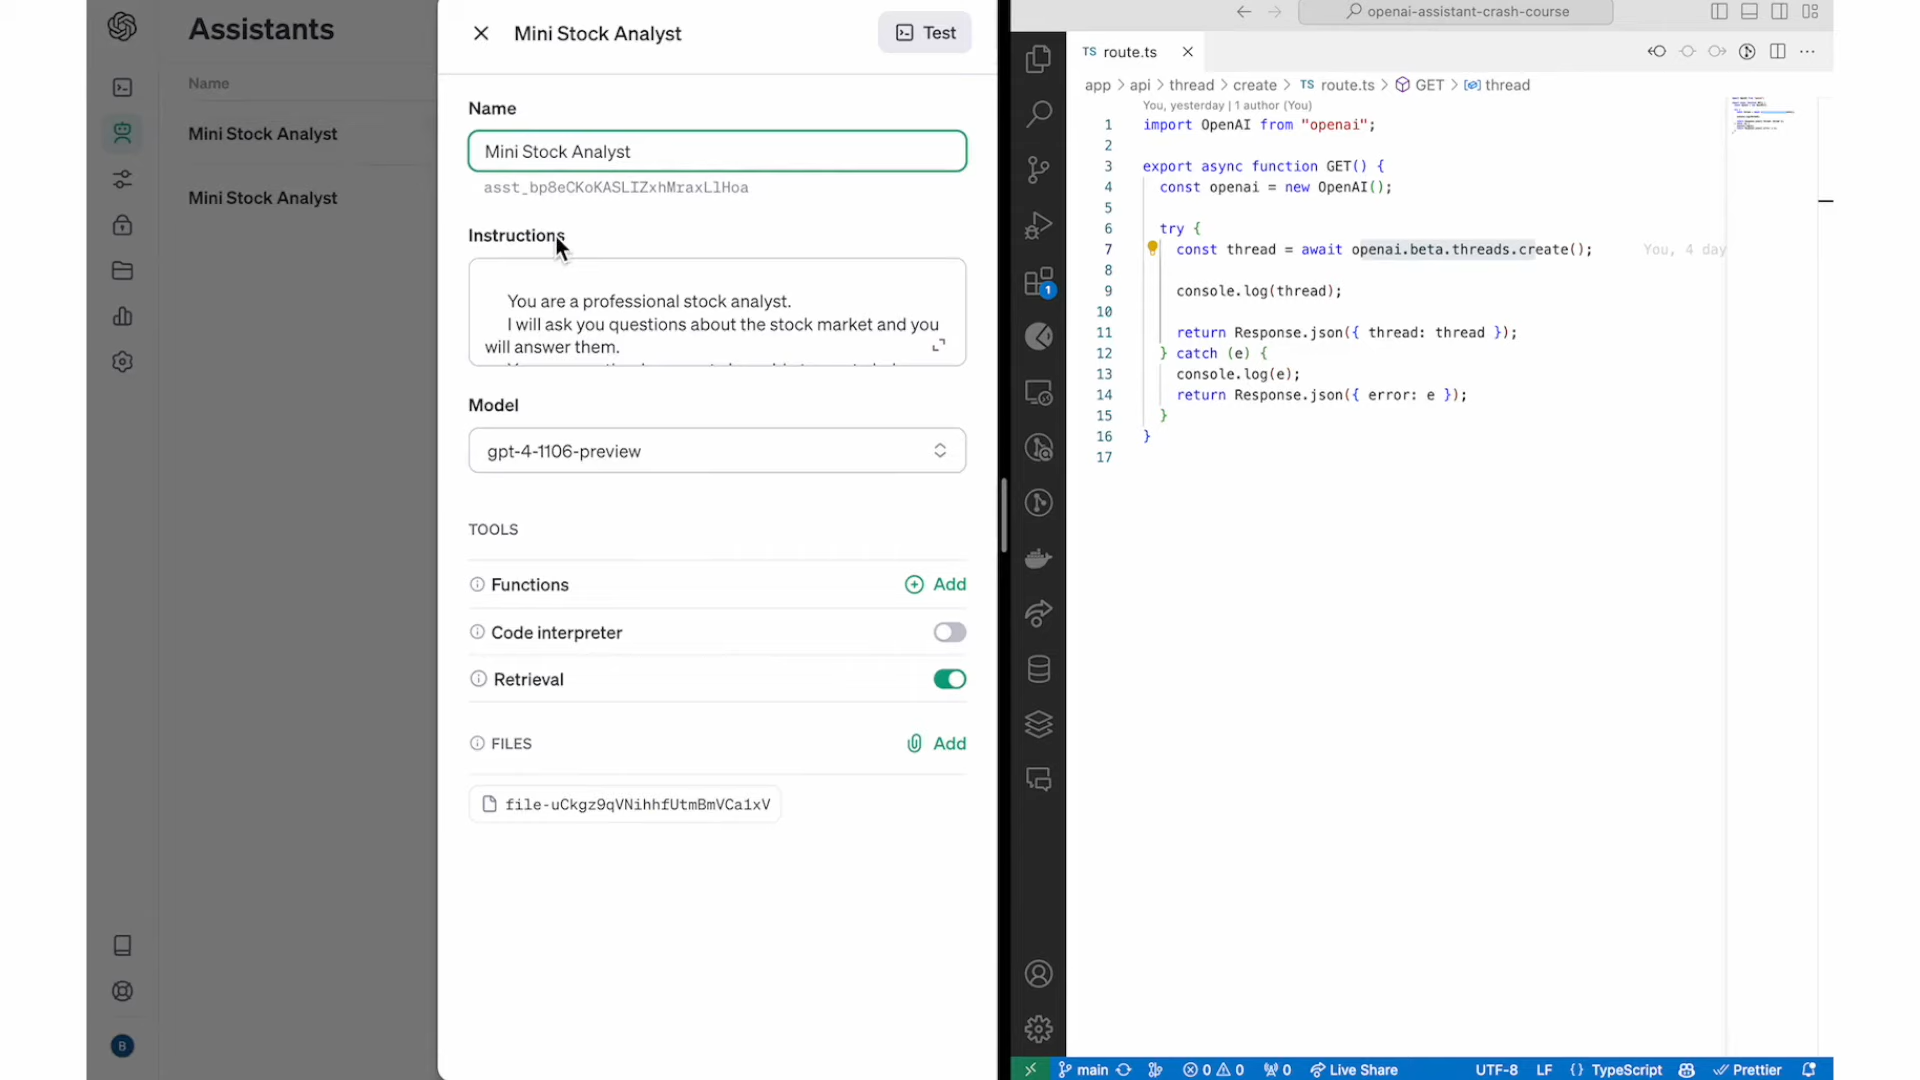 Assistants
Name
Mini Stock Analyst
Mini Stock Analyst
B
Mini Stock Analyst
Test
Name
Mini Stock Analyst
asst_bp8eCKoKASLIZxhMraxLlHoa
Instructions
You are a professional stock analyst.
I will ask you questions about the stock market and you
will answer them.
Model
gpt-4-1106-preview
TOOLS
Functions
Add
Code interpreter
Retrieval
FILES
Add
file-uCkgz9qVNihhfUtmBmVCa1xV
openai-assistant-crash-course
TS route.ts
app > api > thread > create > TS route.ts > GET > thread
You, yesterday | 1 author (You)
1 import OpenAI from "openai";
2
3 export async function GET() {
4 const openai = new OpenAI();
5
6 try {
7 const thread = await openai.beta.threads.create(); You, 4 day
8
9 console.log(thread);
10
11 return Response.json({ thread: thread });
12 } catch (e) {
13 console.log(e);
14 return Response.json({ error: e });
15 }
16 }
17
1
main 0 0 0 Live Share UTF-8 LF {} TypeScript Prettier